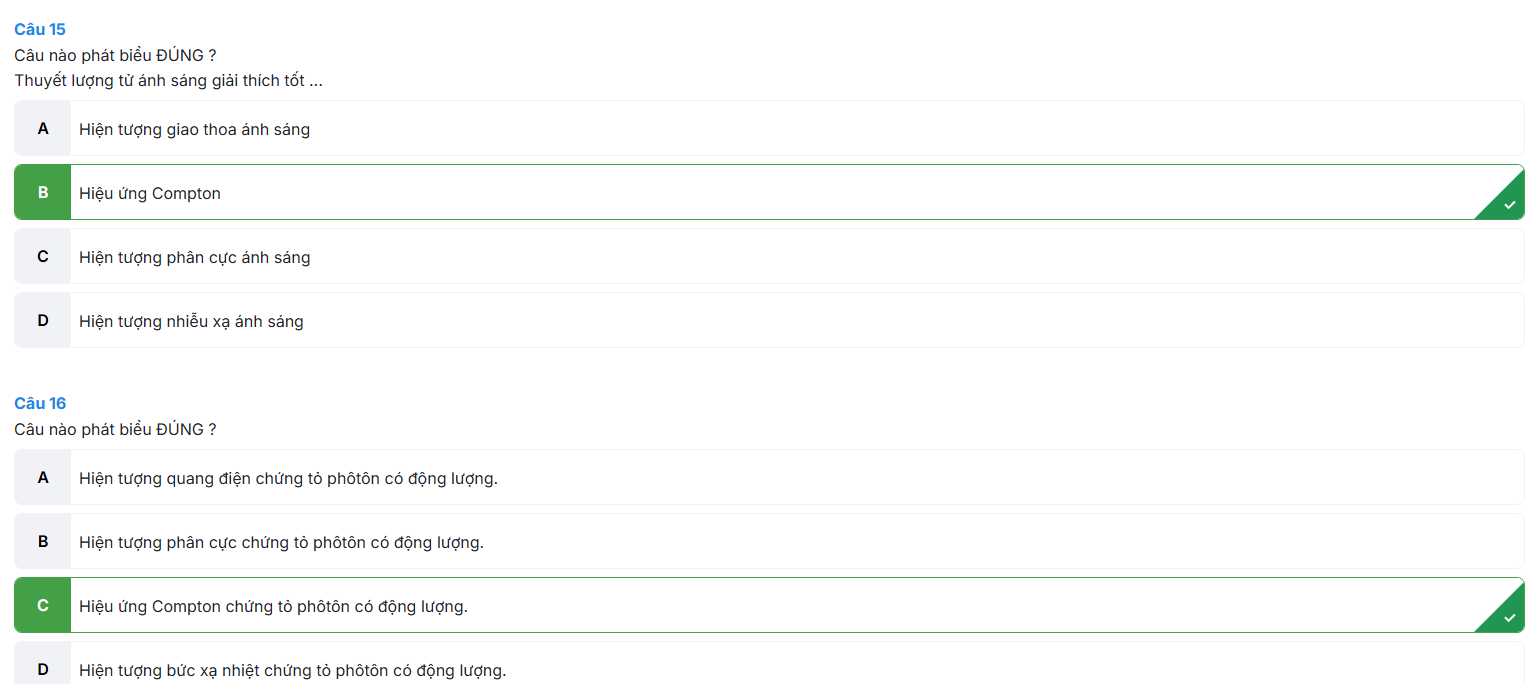 Câu 15
Câu nào phát biểu ĐÚNG ?
Thuyết lượng tử ánh sáng giải thích tốt ...
A Hiện tượng giao thoa ánh sáng
B Hiệu ứng Compton
C Hiện tượng phân cực ánh sáng
D Hiện tượng nhiễu xạ ánh sáng
Câu 16
Câu nào phát biểu ĐÚNG ?
A Hiện tượng quang điện chứng tỏ phôtôn có động lượng.
B Hiện tượng phân cực chứng tỏ phôtôn có động lượng.
C Hiệu ứng Compton chứng tỏ phôtôn có động lượng.
D Hiện tượng bức xạ nhiệt chứng tỏ phôtôn có động lượng.